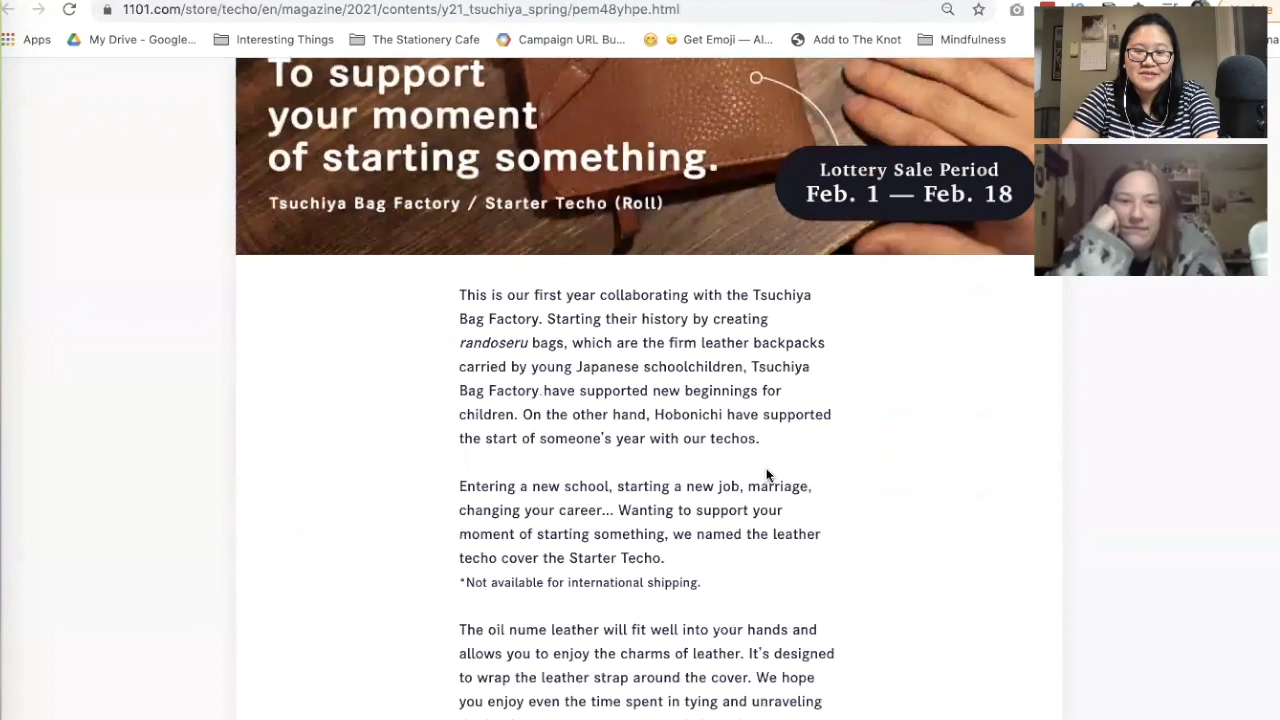 1101.com/store/techo/en/magazine/2021/contents/y21_tsuchiya_spring/pem48yhpe.html
Apps
My Drive - Google...
Interesting Things
The Stationery Cafe
Campaign URL Bu...
Get Emoji — Al...
Add to The Knot
Mindfulness
To support
your moment
of starting something.
Tsuchiya Bag Factory / Starter Techo (Roll)
Lottery Sale Period
Feb. 1 — Feb. 18
This is our first year collaborating with the Tsuchiya
Bag Factory. Starting their history by creating
randoseru bags, which are the firm leather backpacks
carried by young Japanese schoolchildren, Tsuchiya
Bag Factory have supported new beginnings for
children. On the other hand, Hobonichi have supported
the start of someone's year with our techos.
Entering a new school, starting a new job, marriage,
changing your career... Wanting to support your
moment of starting something, we named the leather
techo cover the Starter Techo.
*Not available for international shipping.
The oil nume leather will fit well into your hands and
allows you to enjoy the charms of leather. It's designed
to wrap the leather strap around the cover. We hope
you enjoy even the time spent in tying and unraveling